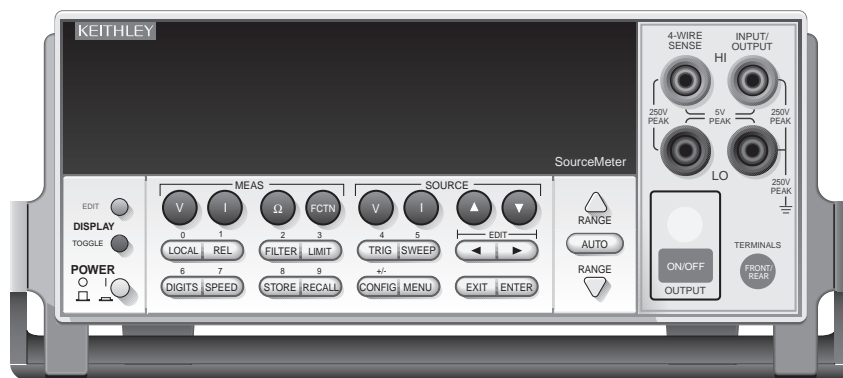 KEITHLEY
4-WIRE SENSE
INPUT/ OUTPUT
HI
250V PEAK
5V PEAK
250V PEAK
LO
250V PEAK
SourceMeter
MEAS
SOURCE
V I Ω FCTN V I
EDIT
DISPLAY
TOGGLE
POWER
0 1 2 3 4 5
EDIT
LOCAL REL FILTER LIMIT TRIG SWEEP
6 7 8 9 +/-
DIGITS SPEED STORE RECALL CONFIG MENU EXIT ENTER
RANGE
AUTO
RANGE
ON/OFF
OUTPUT
TERMINALS
FRONT/ REAR